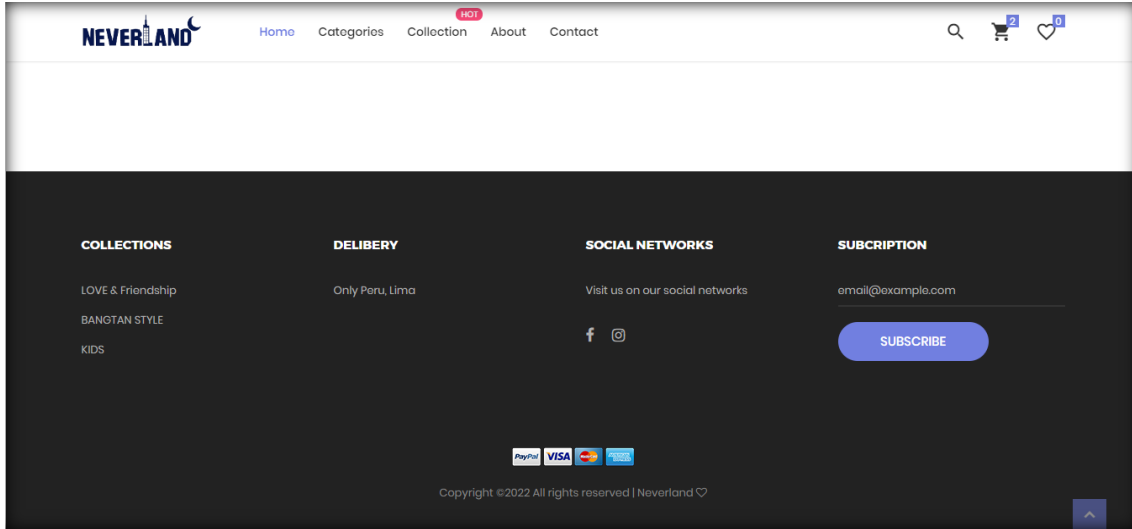 NEVERLAND
Home Categories Collection HOT About Contact
2 0
COLLECTIONS
LOVE & Friendship
BANGTAN STYLE
KIDS
DELIBERY
Only Peru, Lima
SOCIAL NETWORKS
Visit us on our social networks
SUBCRIPTION
email@example.com
SUBSCRIBE
PayPal VISA MasterCard
Copyright ©2022 All rights reserved | Neverland